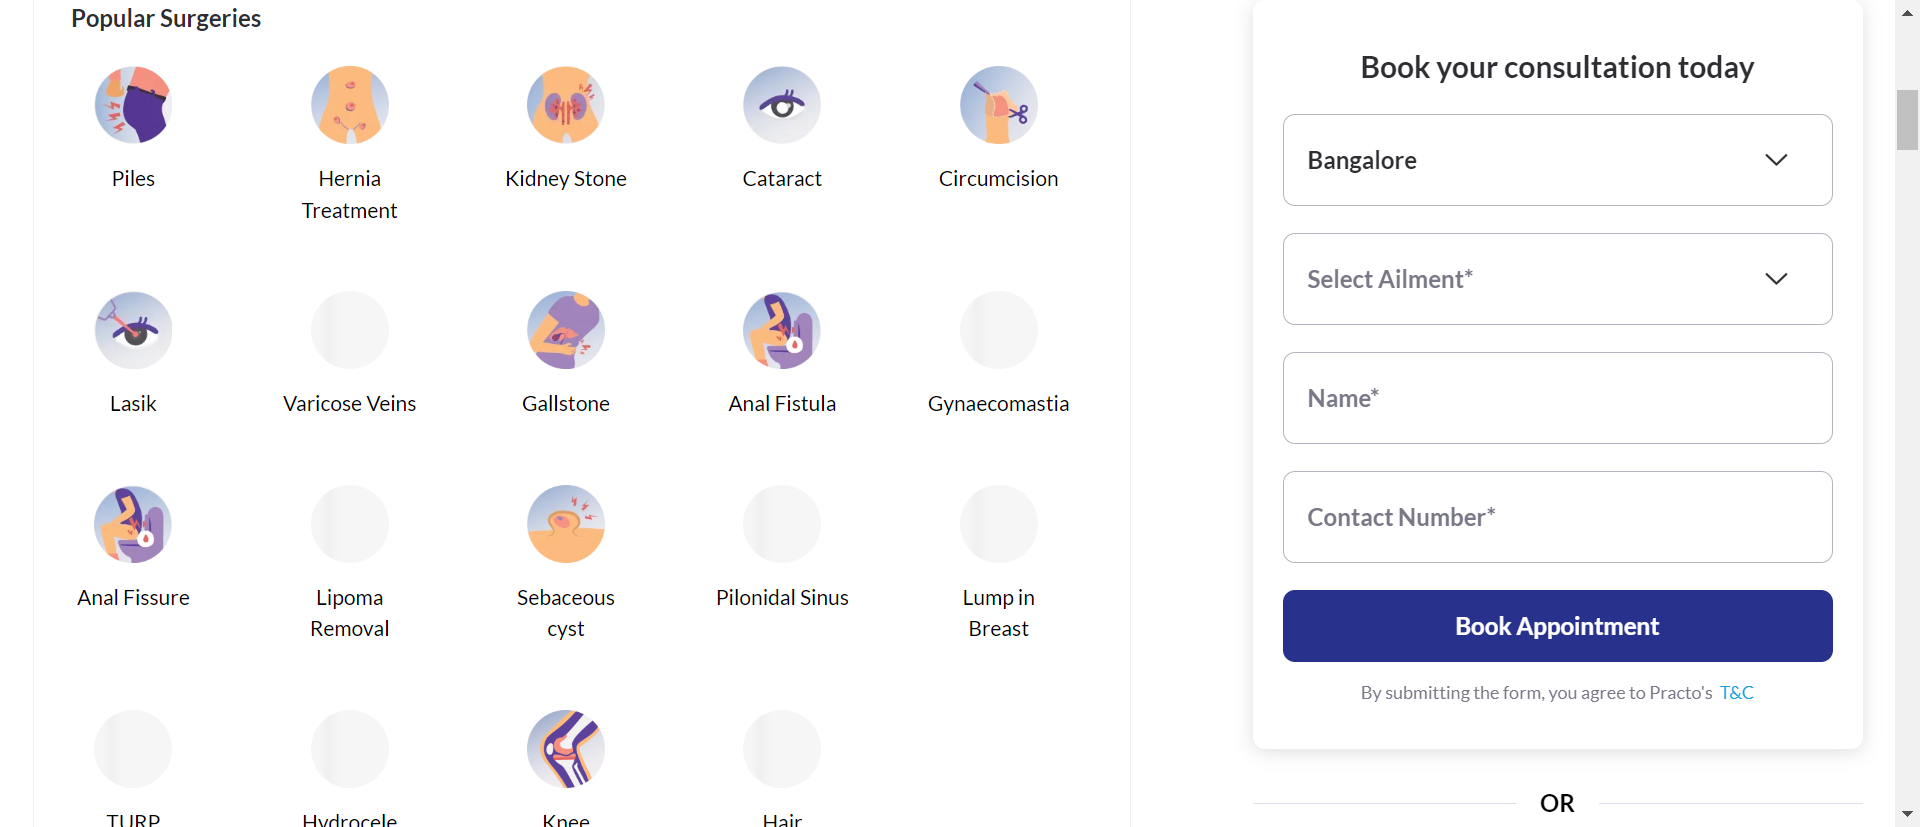 Popular Surgeries
Piles
Hernia
Treatment
Kidney Stone
Cataract
Circumcision
Lasik
Varicose Veins
Gallstone
Anal Fistula
Gynaecomastia
Anal Fissure
Lipoma
Removal
Sebaceous
cyst
Pilonidal Sinus
Lump in
Breast
TURP
Hydrocele
Knee
Hair
Book your consultation today
Bangalore
Select Ailment*
Name*
Contact Number*
Book Appointment
By submitting the form, you agree to Practo's T&C
OR